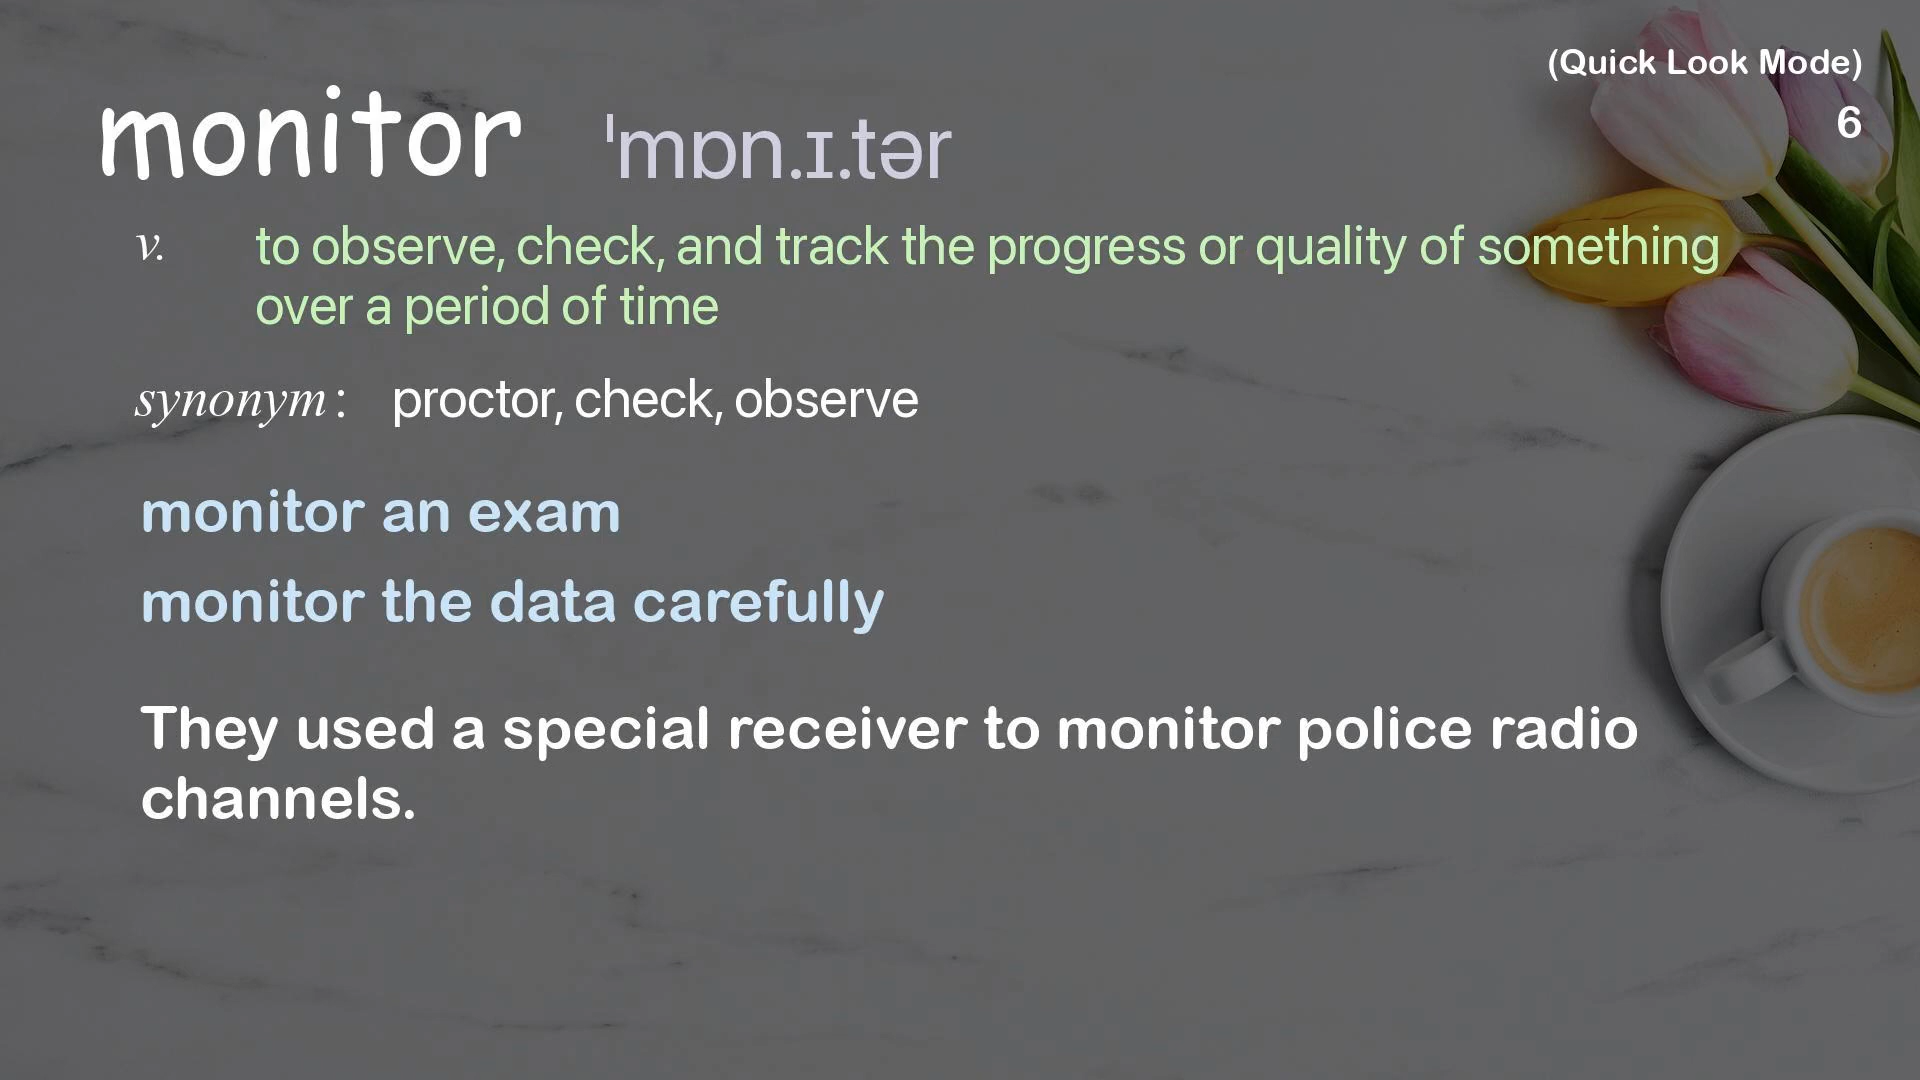 (Quick Look Mode)
6
monitor ˈmɒn.ɪ.tər
v. to observe, check, and track the progress or quality of something
over a period of time
synonym: proctor, check, observe
monitor an exam
monitor the data carefully
They used a special receiver to monitor police radio
channels.